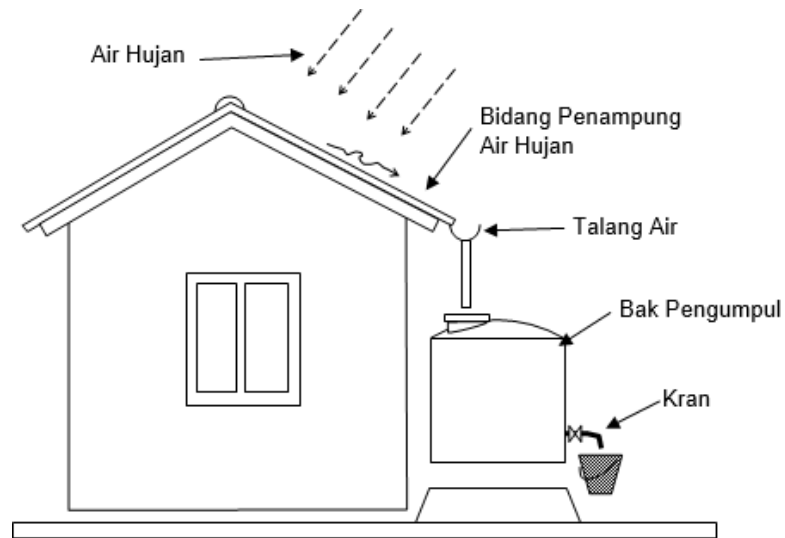 Air Hujan
Bidang Penampung
Air Hujan
Talang Air
Bak Pengumpul
Kran